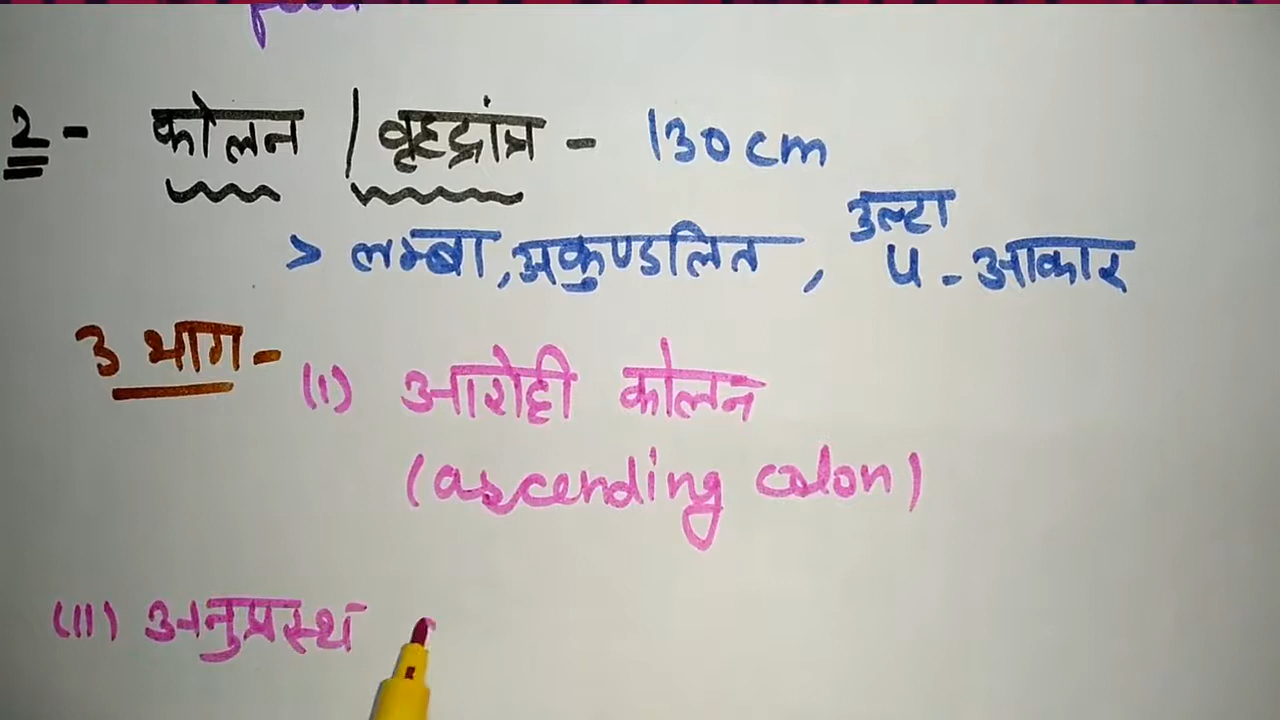 2- कोलन / वृहद्रांत्र - 130 cm
> लम्बा, अकुण्डलित, उल्टा U - आकार
3 भाग - (i) आरोही कोलन
(ascending colon)
(ii) अनुप्रस्थ